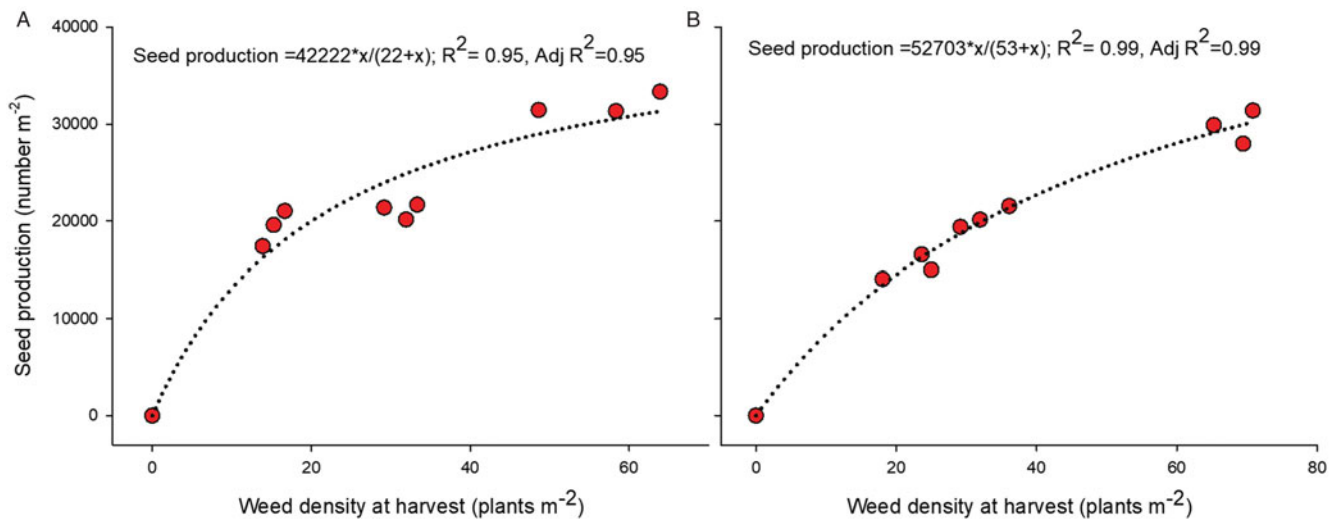 A
B
Seed production =42222*x/(22+x); R²= 0.95, Adj R²=0.95
Seed production =52703*x/(53+x); R²= 0.99, Adj R²=0.99
Seed production (number m⁻²)
40000
30000
20000
10000
0
0 20 40 60
0 20 40 60 80
Weed density at harvest (plants m⁻²)
Weed density at harvest (plants m⁻²)